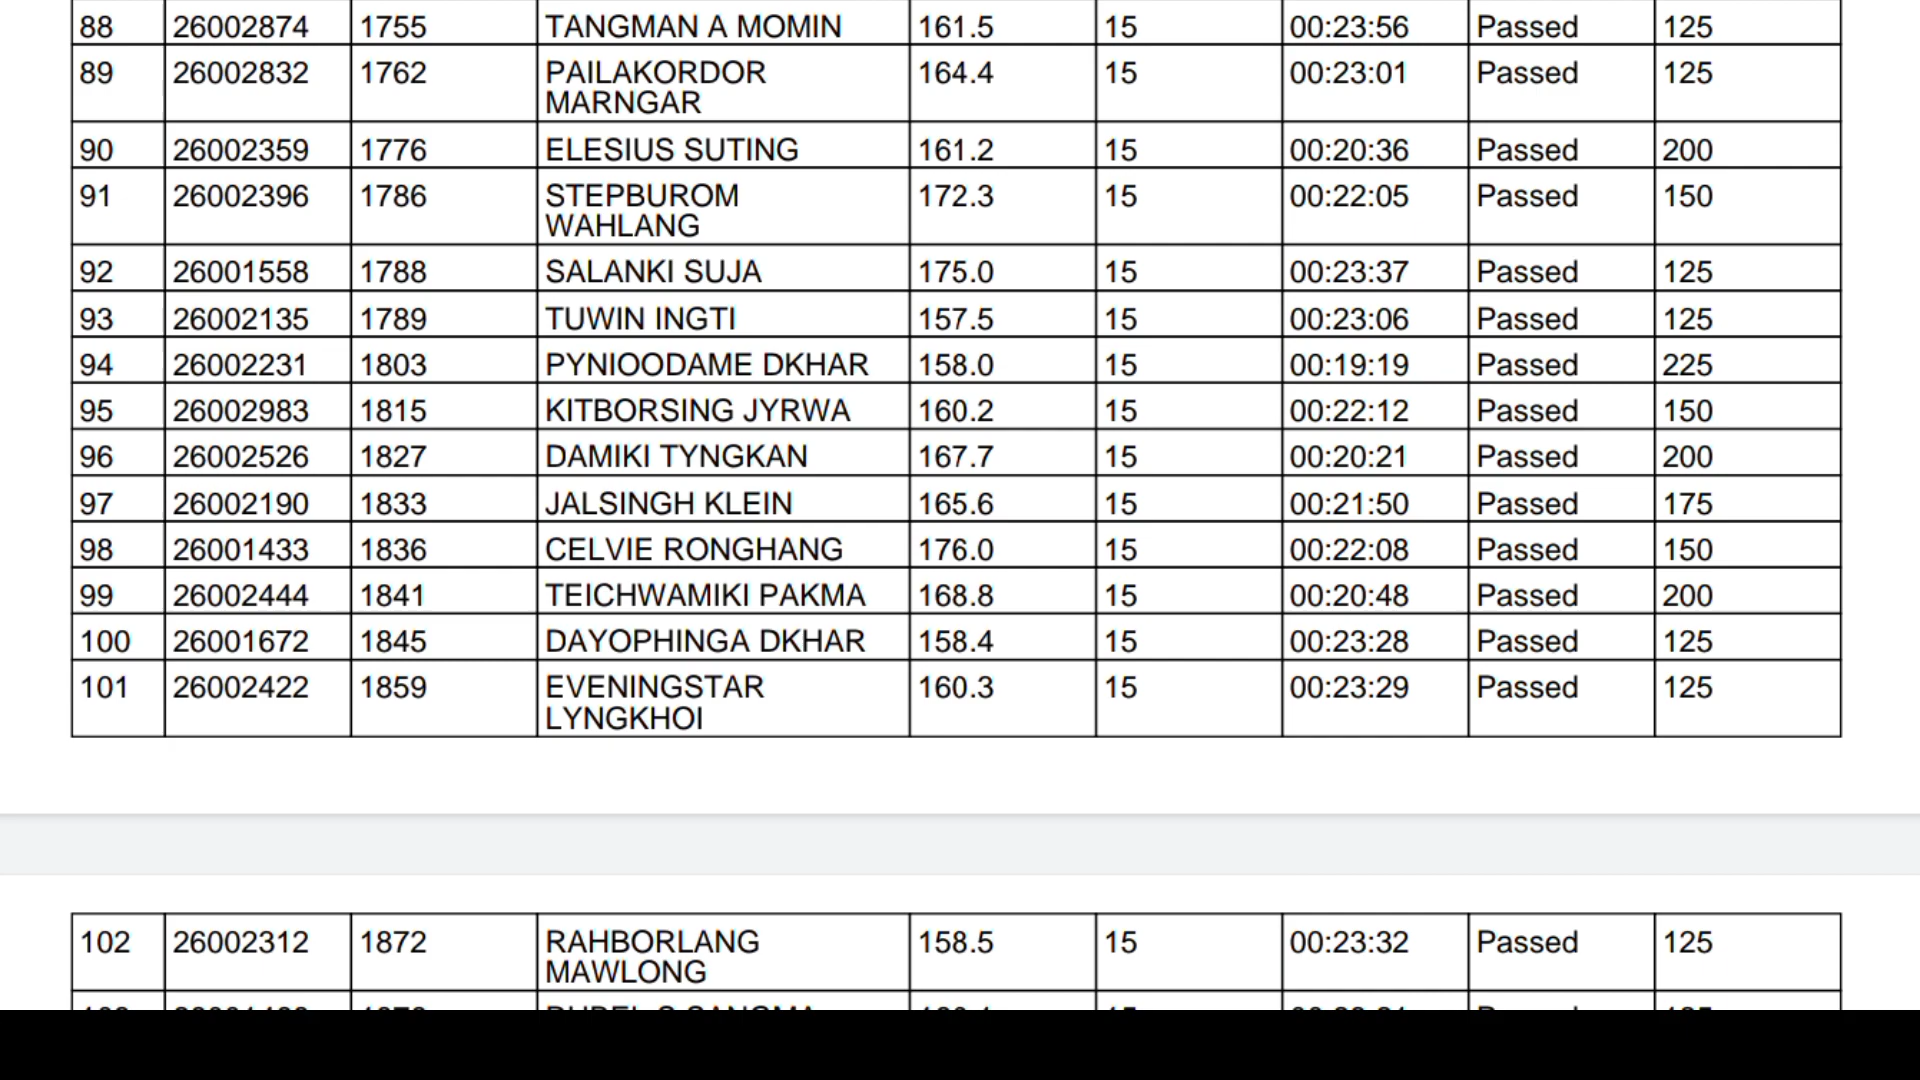 88 26002874 1755 TANGMAN A MOMIN 161.5 15 00:23:56 Passed 125
89 26002832 1762 PAILAKORDOR 164.4 15 00:23:01 Passed 125
MARNGAR
90 26002359 1776 ELESIUS SUTING 161.2 15 00:20:36 Passed 200
91 26002396 1786 STEPBUROM 172.3 15 00:22:05 Passed 150
WAHLANG
92 26001558 1788 SALANKI SUJA 175.0 15 00:23:37 Passed 125
93 26002135 1789 TUWIN INGTI 157.5 15 00:23:06 Passed 125
94 26002231 1803 PYNIOODAME DKHAR 158.0 15 00:19:19 Passed 225
95 26002983 1815 KITBORSING JYRWA 160.2 15 00:22:12 Passed 150
96 26002526 1827 DAMIKI TYNGKAN 167.7 15 00:20:21 Passed 200
97 26002190 1833 JALSINGH KLEIN 165.6 15 00:21:50 Passed 175
98 26001433 1836 CELVIE RONGHANG 176.0 15 00:22:08 Passed 150
99 26002444 1841 TEICHWAMIKI PAKMA 168.8 15 00:20:48 Passed 200
100 26001672 1845 DAYOPHINGA DKHAR 158.4 15 00:23:28 Passed 125
101 26002422 1859 EVENINGSTAR 160.3 15 00:23:29 Passed 125
LYNGKHOI
102 26002312 1872 RAHBORLANG 158.5 15 00:23:32 Passed 125
MAWLONG